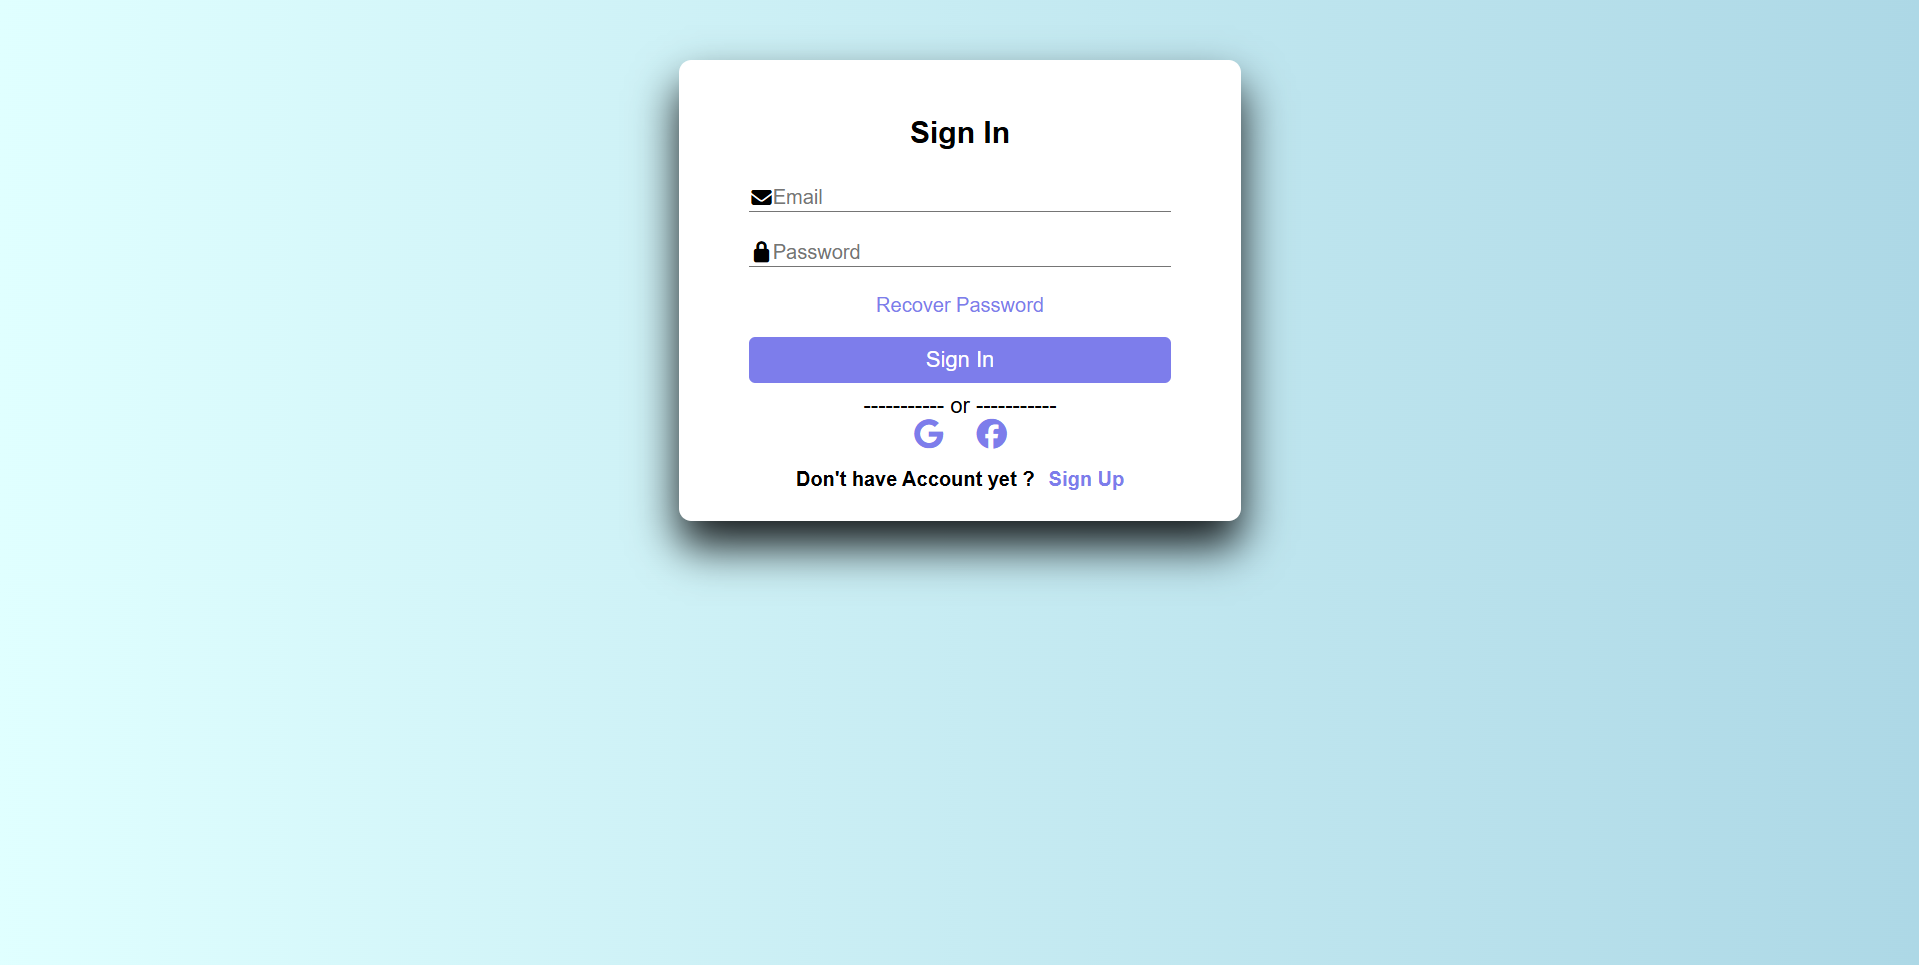 Sign In
Email
Password
Recover Password
Sign In
----------- or -----------
Don't have Account yet ? Sign Up